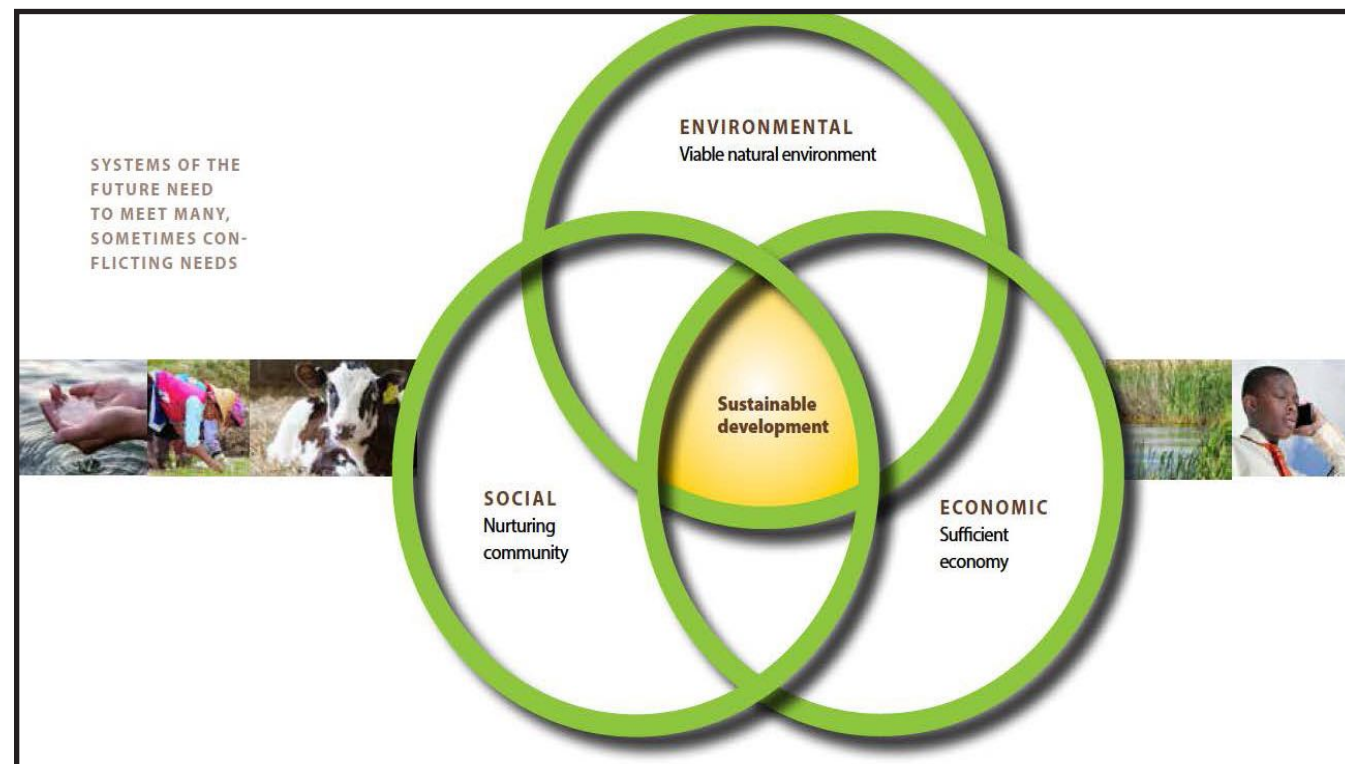 SYSTEMS OF THE
FUTURE NEED
TO MEET MANY,
SOMETIMES CON-
FLICTING NEEDS
ENVIRONMENTAL
Viable natural environment
Sustainable
development
SOCIAL
Nurturing
community
ECONOMIC
Sufficient
economy